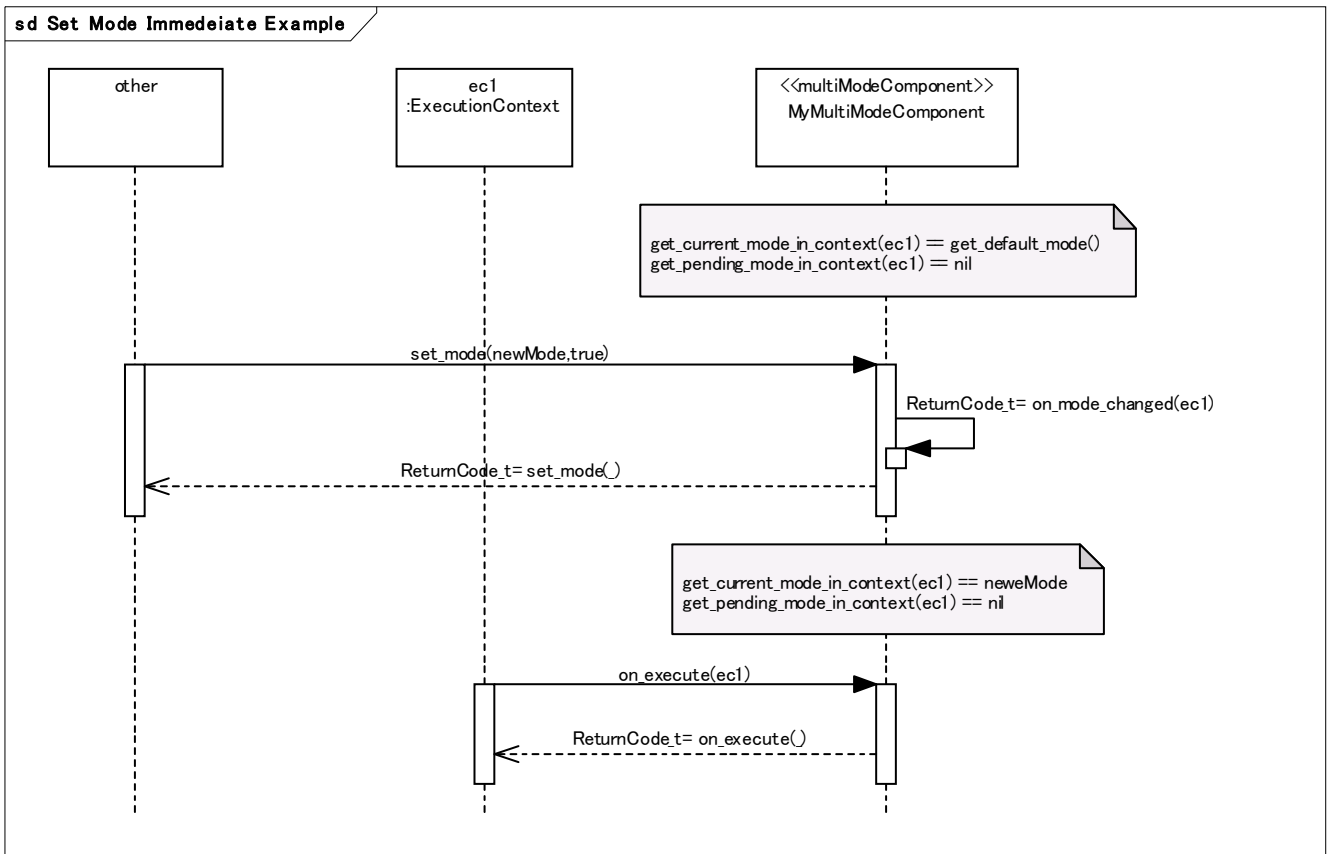 sd Set Mode Immedeiate Example
other
ec1
:ExecutionContext
<<multiModeComponent>>
MyMultiModeComponent
get_current_mode_in_context(ec1) == get_default_mode()
get_pending_mode_in_context(ec1) == nil
set_mode(newMode,true)
ReturnCode_t= on_mode_changed(ec1)
ReturnCode_t= set_mode(_)
get_current_mode_in_context(ec1) == neweMode
get_pending_mode_in_context(ec1) == nil
on_execute(ec1)
ReturnCode_t= on_execute(_)